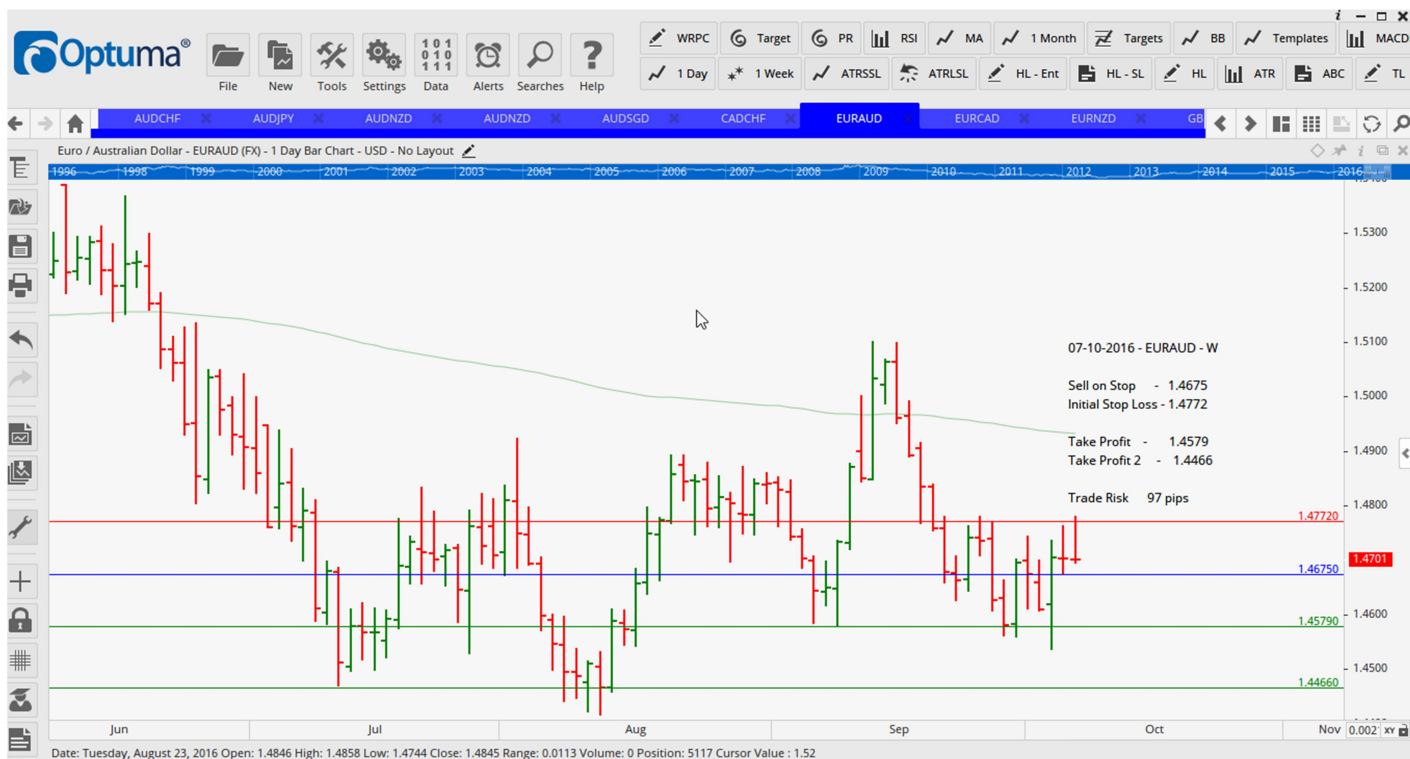 Optuma®
File New Tools Settings Data Alerts Searches Help
WRPC Target PR RSI MA 1 Month Targets BB Templates MACD
1 Day 1 Week ATRSSL ATRLSL HL - Ent HL - SL HL ATR ABC TL
AUDCHF AUDJPY AUDNZD AUDNZD AUDSGD CADCHF EURAUD EURCAD EURNZD GB
Euro / Australian Dollar - EURAUD (FX) - 1 Day Bar Chart - USD - No Layout
1996 1998 1999 2000 2001 2002 2003 2004 2005 2006 2007 2008 2009 2010 2011 2012 2013 2014 2015 2016
1.5300
1.5200
1.5100
07-10-2016 - EURAUD - W
Sell on Stop - 1.4675
1.5000
Initial Stop Loss - 1.4772
Take Profit - 1.4579
1.4900
Take Profit 2 - 1.4466
Trade Risk 97 pips
1.4800
1.47720
1.4701
1.46750
1.4600
1.45790
1.4500
1.44660
Jun Jul Aug Sep Oct Nov 0.002 XY
Date: Tuesday, August 23, 2016 Open: 1.4846 High: 1.4858 Low: 1.4744 Close: 1.4845 Range: 0.0113 Volume: 0 Position: 5117 Cursor Value : 1.52